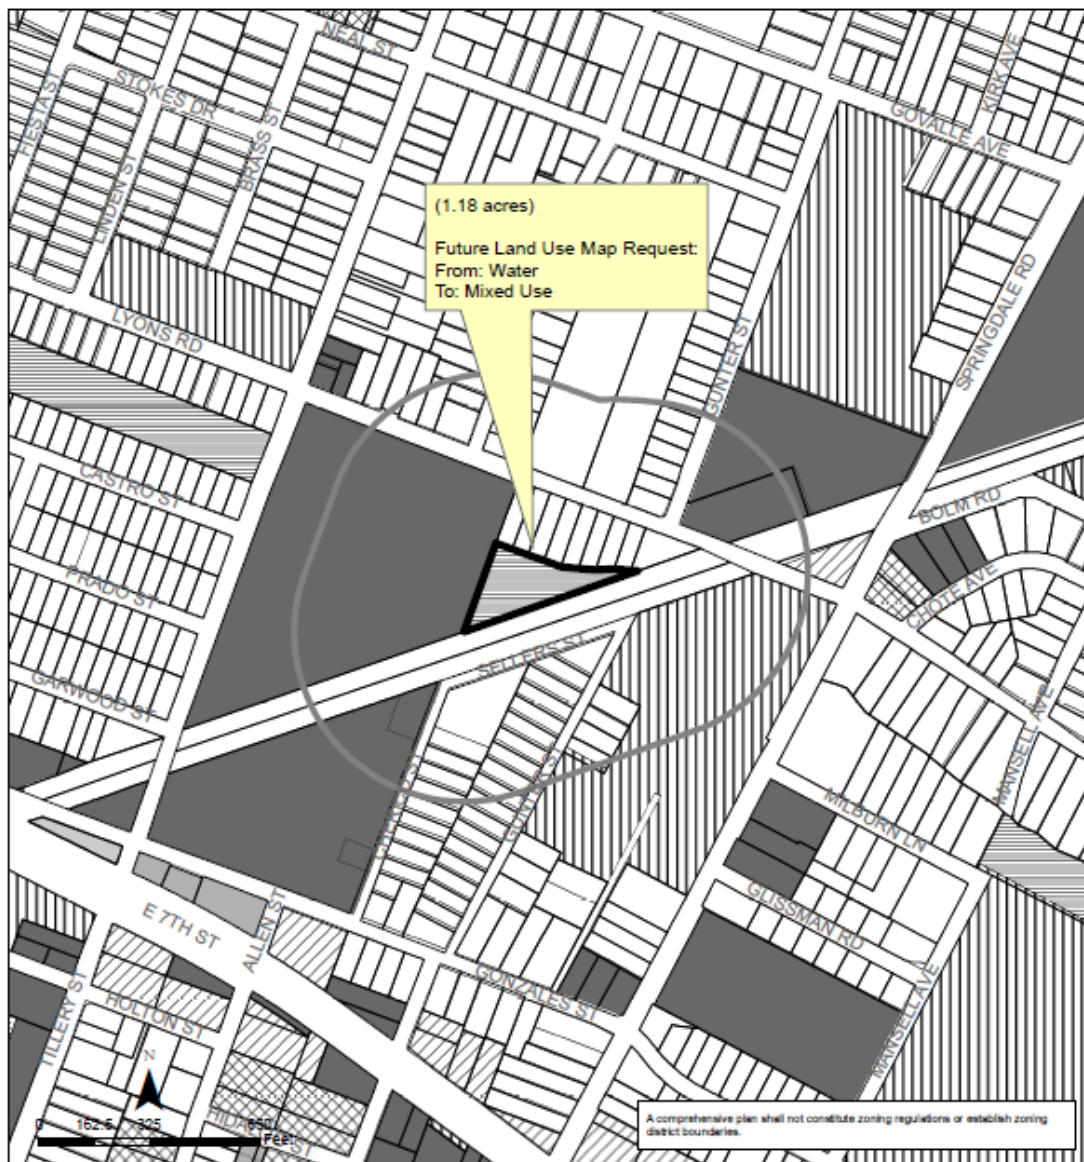 NEAL ST
STOKES DR
FIESTA ST
LINDEN ST
BRASS ST
GOVALLE AVE
KIRK AVE
(1.18 acres)
Future Land Use Map Request:
From: Water
To: Mixed Use
LYONS RD
GUNTER ST
SPRINGDALE RD
CASTRO ST
BOLM RD
PRADO ST
CHOTE AVE
SELLERS ST
GARWOOD ST
MANSELL AVE
GUNTER ST
MILBURN LN
GLISSMAN RD
E 7TH ST
ALLEN ST
GONZALES ST
MANSELL AVE
TILLERY ST
HOLTON ST
N
0 162.5 325 650
Feet
A comprehensive plan shall not constitute zoning regulations or establish zoning
district boundaries.